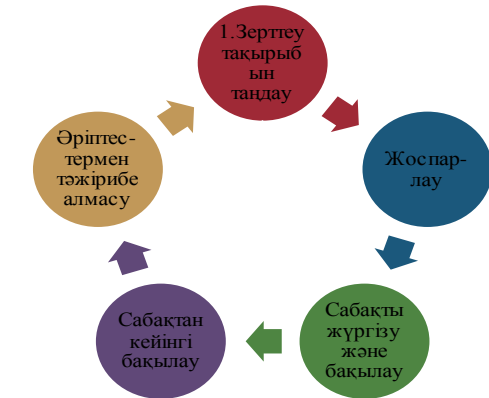 1.Зерттеу
тақырыб
ын
таңдау
Жоспар-
лау
Сабақты
жүргізу
және
бақылау
Сабақтан
кейінгі
бақылау
Әріптес-
термен
тәжірибе
алмасу